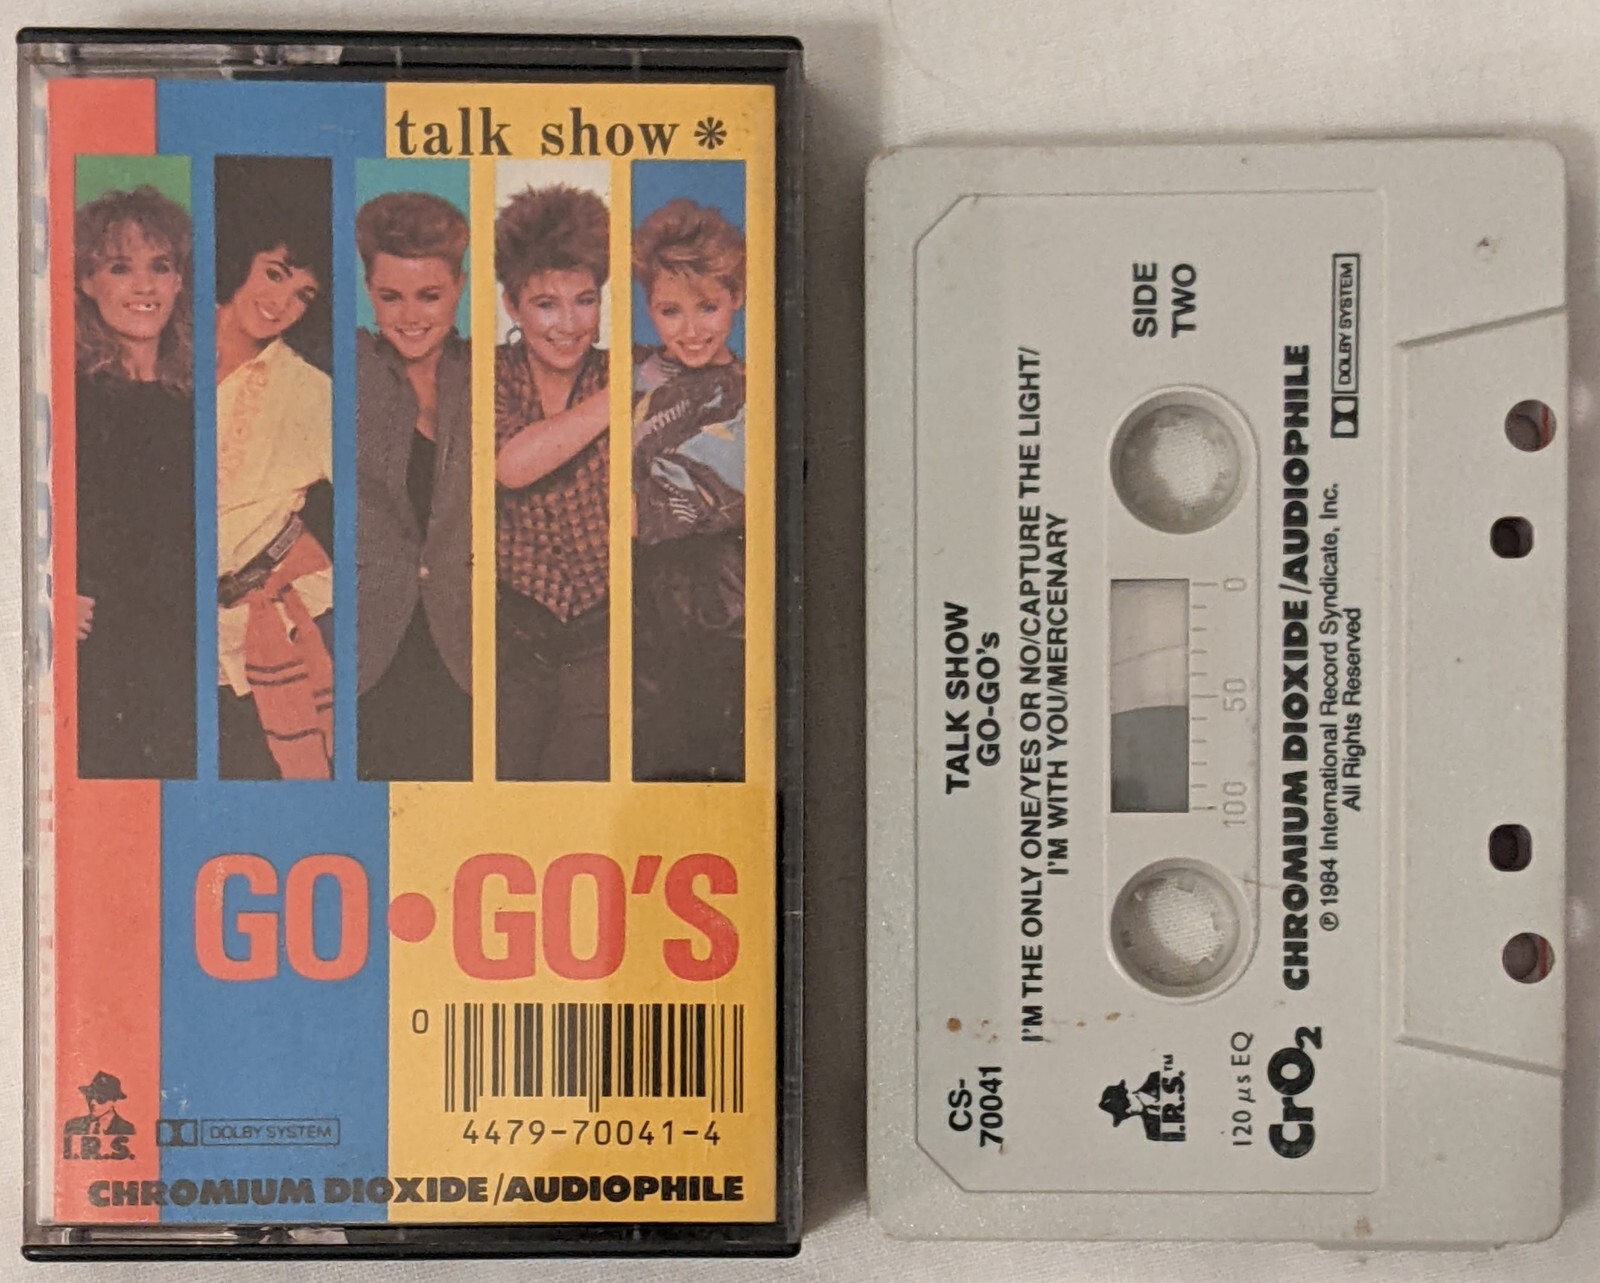 talk show *
GO•GO'S
0
4479-70041-4
I.R.S.
DOLBY SYSTEM
CHROMIUM DIOXIDE/AUDIOPHILE
TALK SHOW
GO-GO's
I'M THE ONLY ONE/YES OR NO/CAPTURE THE LIGHT/
I'M WITH YOU/MERCENARY
CS-
70041
SIDE
TWO
I.R.S.™
0 50 100
120 µs EQ
CrO2 CHROMIUM DIOXIDE/AUDIOPHILE
℗ 1984 International Record Syndicate, Inc.
All Rights Reserved
DOLBY SYSTEM